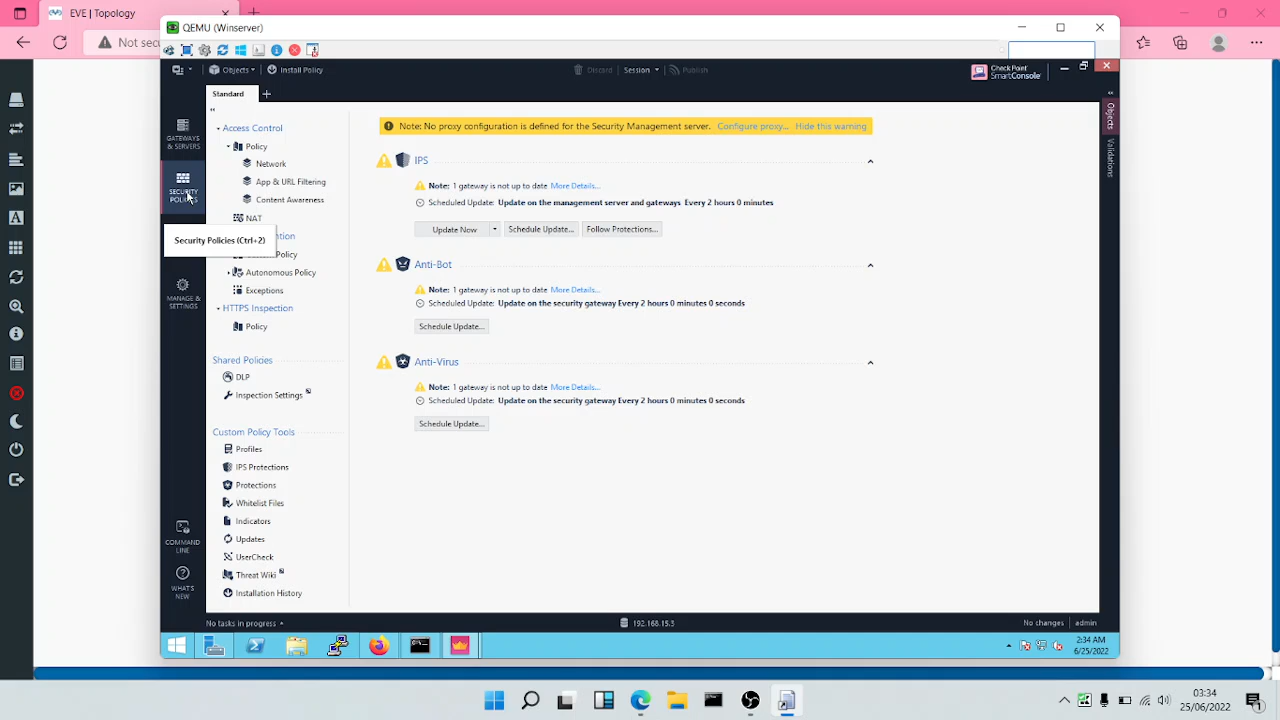 EVE | Topology
QEMU (Winserver)
Not sec
Objects
Install Policy
Discard
Session
Publish
Check Point
SmartConsole
Standard
GATEWAYS
& SERVERS
SECURITY
POLICIES
Security Policies (Ctrl+2)
MANAGE &
SETTINGS
COMMAND
LINE
WHAT'S
NEW
Access Control
Policy
Network
App & URL Filtering
Content Awareness
NAT
Autonomous Policy
Exceptions
HTTPS Inspection
Policy
Shared Policies
DLP
Inspection Settings
Custom Policy Tools
Profiles
IPS Protections
Protections
Whitelist Files
Indicators
Updates
UserCheck
Threat Wiki
Installation History
Note: No proxy configuration is defined for the Security Management server. Configure proxy... Hide this warning
IPS
Note: 1 gateway is not up to date More Details...
Scheduled Update: Update on the management server and gateways Every 2 hours 0 minutes
Update Now
Schedule Update...
Follow Protections...
Anti-Bot
Note: 1 gateway is not up to date More Details...
Scheduled Update: Update on the security gateway Every 2 hours 0 minutes 0 seconds
Schedule Update...
Anti-Virus
Note: 1 gateway is not up to date More Details...
Scheduled Update: Update on the security gateway Every 2 hours 0 minutes 0 seconds
Schedule Update...
Objects
Validations
No tasks in progress
192.168.15.3
No changes
admin
2:34 AM
6/25/2022
03:34
25/06/2022